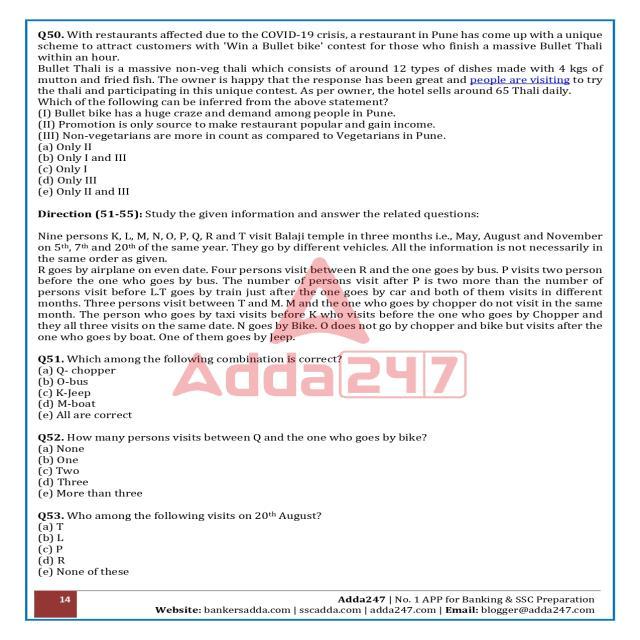 Q50. With restaurants affected due to the COVID-19 crisis, a restaurant in Pune has come up with a unique
scheme to attract customers with 'Win a Bullet bike' contest for those who finish a massive Bullet Thali
within an hour.
Bullet Thali is a massive non-veg thali which consists of around 12 types of dishes made with 4 kgs of
mutton and fried fish. The owner is happy that the response has been great and people are visiting to try
the thali and participating in this unique contest. As per owner, the hotel sells around 65 Thali daily.
Which of the following can be inferred from the above statement?
(I) Bullet bike has a huge craze and demand among people in Pune.
(II) Promotion is only source to make restaurant popular and gain income.
(III) Non-vegetarians are more in count as compared to Vegetarians in Pune.
(a) Only II
(b) Only I and III
(c) Only I
(d) Only III
(e) Only II and III
Direction (51-55): Study the given information and answer the related questions:
Nine persons K, L, M, N, O, P, Q, R and T visit Balaji temple in three months i.e., May, August and November
on 5th, 7th and 20th of the same year. They go by different vehicles. All the information is not necessarily in
the same order as given.
R goes by airplane on even date. Four persons visit between R and the one goes by bus. P visits two person
before the one who goes by bus. The number of persons visit after P is two more than the number of
persons visit before L.T goes by train just after the one goes by car and both of them visits in different
months. Three persons visit between T and M. M and the one who goes by chopper do not visit in the same
month. The person who goes by taxi visits before K who visits before the one who goes by Chopper and
they all three visits on the same date. N goes by Bike. O does not go by chopper and bike but visits after the
one who goes by boat. One of them goes by Jeep.
Q51. Which among the following combination is correct?
(a) Q- chopper
(b) O-bus
(c) K-Jeep
(d) M-boat
(e) All are correct
Adda247
Q52. How many persons visits between Q and the one who goes by bike?
(a) None
(b) One
(c) Two
(d) Three
(e) More than three
Q53. Who among the following visits on 20th August?
(a) T
(b) L
(c) P
(d) R
(e) None of these
14
Adda247 | No. 1 APP for Banking & SSC Preparation
Website: bankersadda.com | sscadda.com | adda247.com | Email: blogger@adda247.com